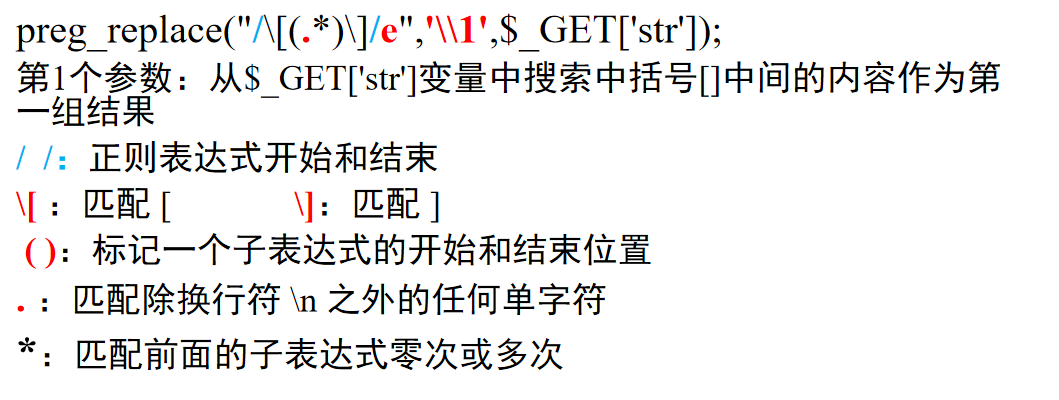 preg_replace("/\[(.*)\]/e",'\\1',$_GET['str']);
第1个参数：从$_GET['str']变量中搜索中括号[]中间的内容作为第
一组结果
/ /：正则表达式开始和结束
\[ ：匹配 [ \]：匹配 ]
( )：标记一个子表达式的开始和结束位置
. ：匹配除换行符 \n 之外的任何单字符
*：匹配前面的子表达式零次或多次